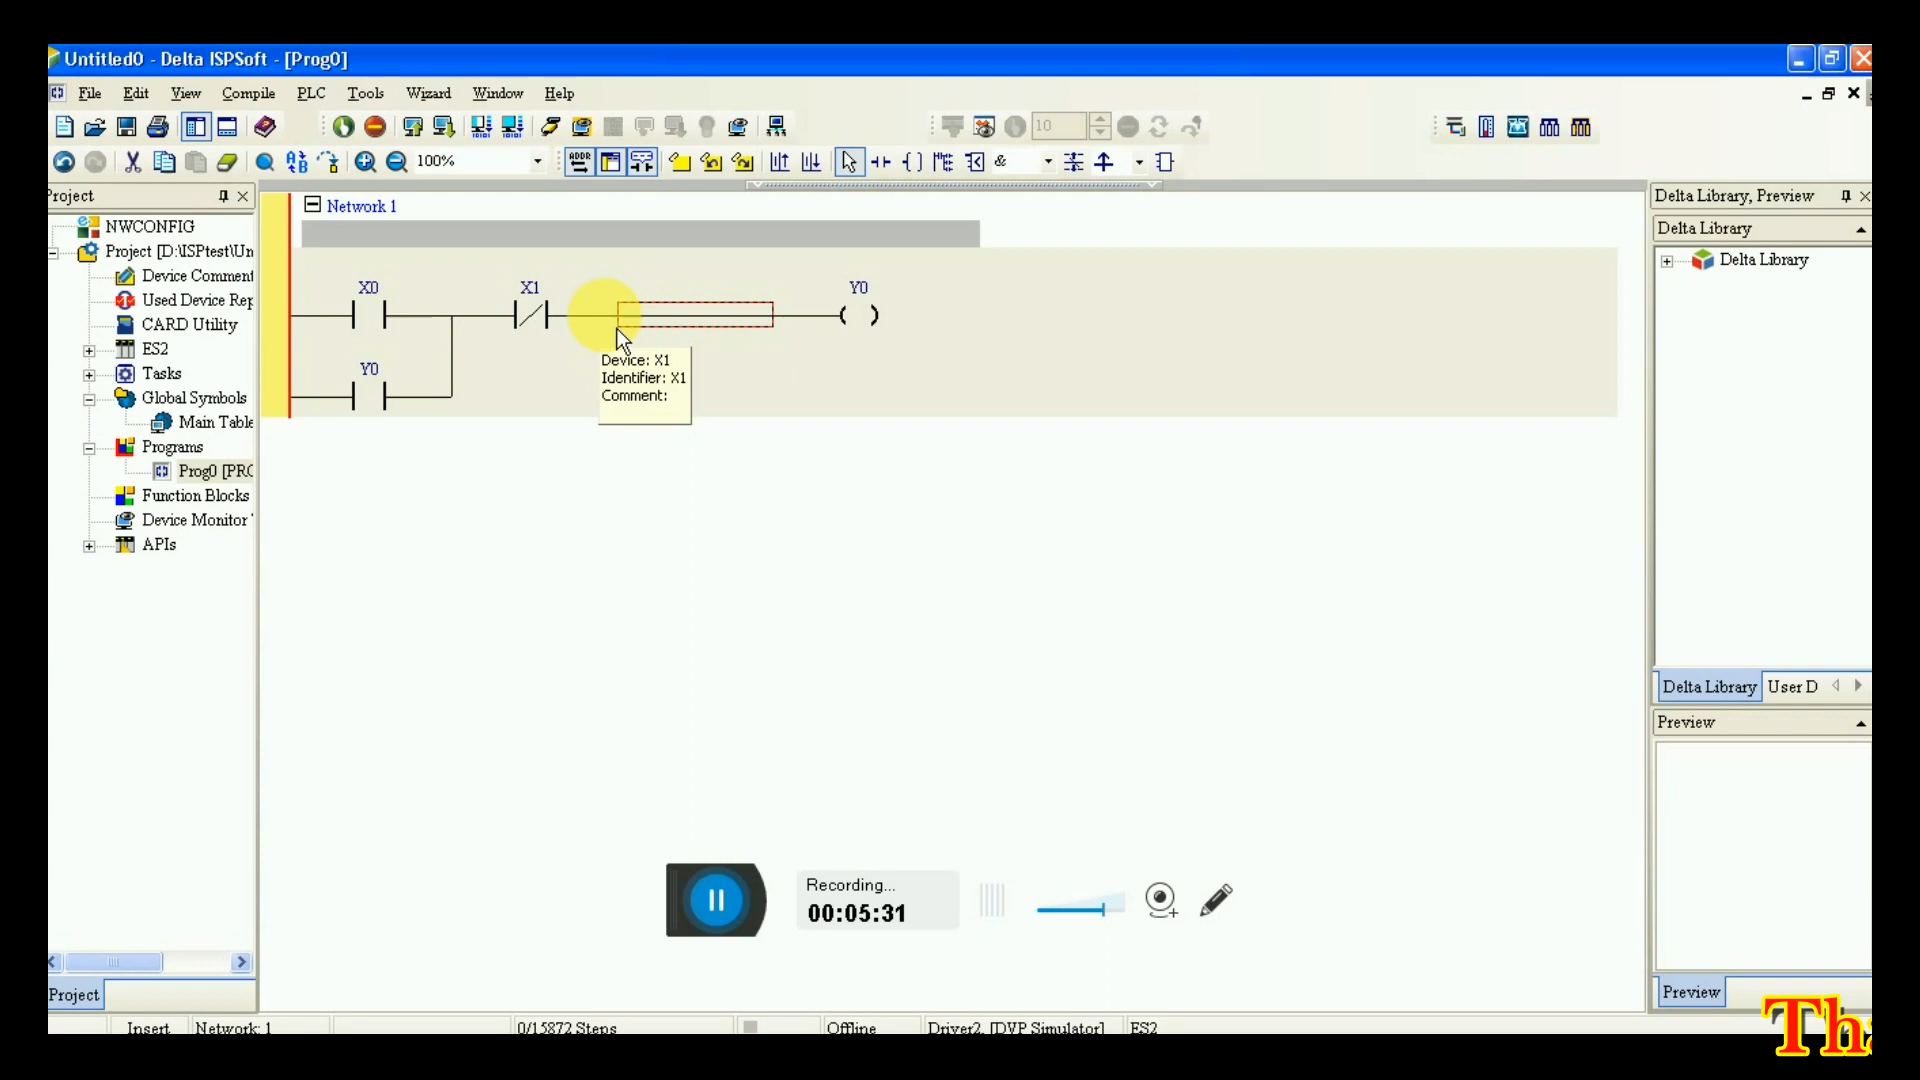 Untitled0 - Delta ISPSoft - [Prog0]
File Edit View Compile PLC Tools Wizard Window Help
10
100%
ADDR
&
Project
NWCONFIG
Project [D:\ISPtest\Un
Device Comment
Used Device Rep
CARD Utility
ES2
Tasks
Global Symbols
Main Table
Programs
Prog0 [PRC
Function Blocks
Device Monitor
APIs
Project
Network 1
X0 X1 Y0
Y0
Device: X1
Identifier: X1
Comment:
Recording...
00:05:31
Delta Library, Preview
Delta Library
Delta Library
Delta Library User D
Preview
Preview
Insert Network: 1 0/15872 Steps Offline Driver2, [DVP Simulator] ES2
Tha